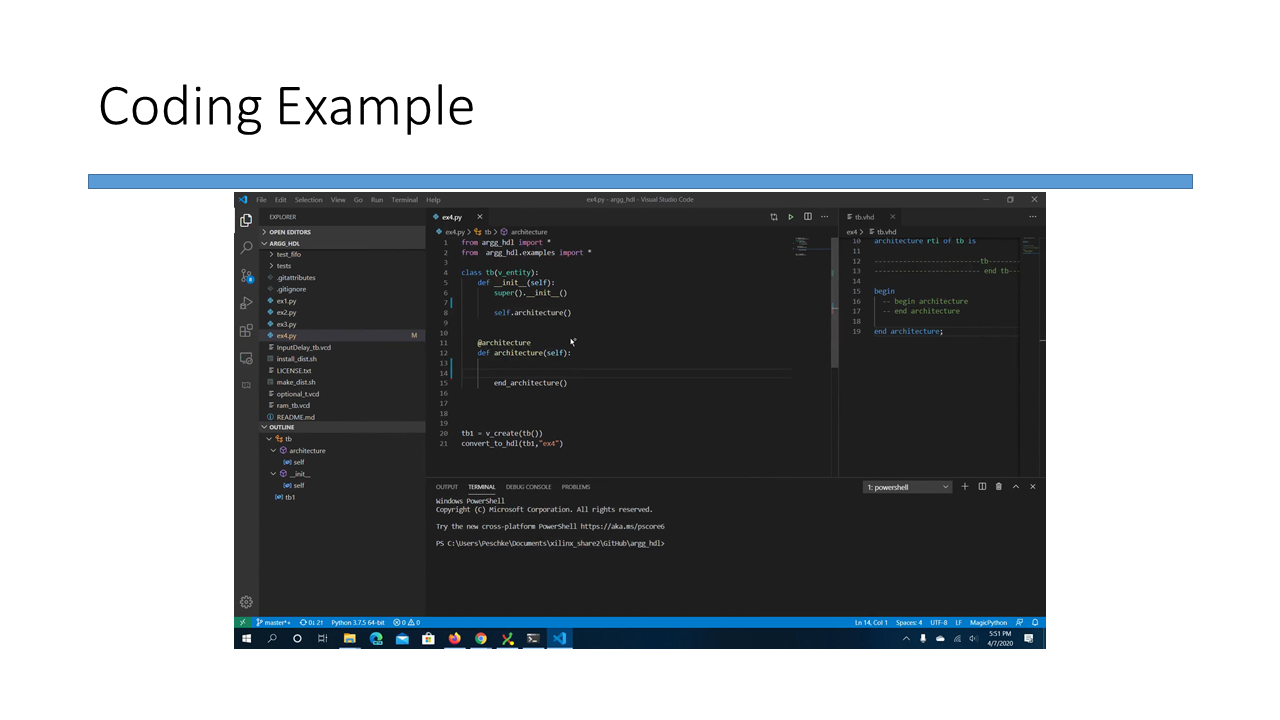 Coding Example
File Edit Selection View Go Run Terminal Help
ex4.py - argg_hdl - Visual Studio Code
EXPLORER
OPEN EDITORS
ARGG_HDL
test_fifo
tests
.gitattributes
.gitignore
ex1.py
ex2.py
ex3.py
ex4.py M
InputDelay_tb.vcd
install_dist.sh
LICENSE.txt
make_dist.sh
optional_t.vcd
ram_tb.vcd
README.md
OUTLINE
tb
architecture
self
__init__
self
tb1
ex4.py
ex4.py > tb > architecture
1 from argg_hdl import *
2 from argg_hdl.examples import *
3
4 class tb(v_entity):
5 def __init__(self):
6 super().__init__()
7
8 self.architecture()
9
10
11 @architecture
12 def architecture(self):
13
14
15 end_architecture()
16
17
18
19
20 tb1 = v_create(tb())
21 convert_to_hdl(tb1,"ex4")
tb.vhd
ex4 > tb.vhd
10 architecture rtl of tb is
11
12 -------------------------tb--
13 ------------------------- end tb---
14
15 begin
16 -- begin architecture
17 -- end architecture
18
19 end architecture;
OUTPUT TERMINAL DEBUG CONSOLE PROBLEMS
1: powershell
Windows PowerShell
Copyright (C) Microsoft Corporation. All rights reserved.
Try the new cross-platform PowerShell https://aka.ms/pscore6
PS C:\Users\Peschke\Documents\xilinx_share2\GitHub\argg_hdl>
master*+ 0↓ 2↑ Python 3.7.5 64-bit 0 0
Ln 14, Col 1 Spaces: 4 UTF-8 LF MagicPython
5:51 PM
4/7/2020